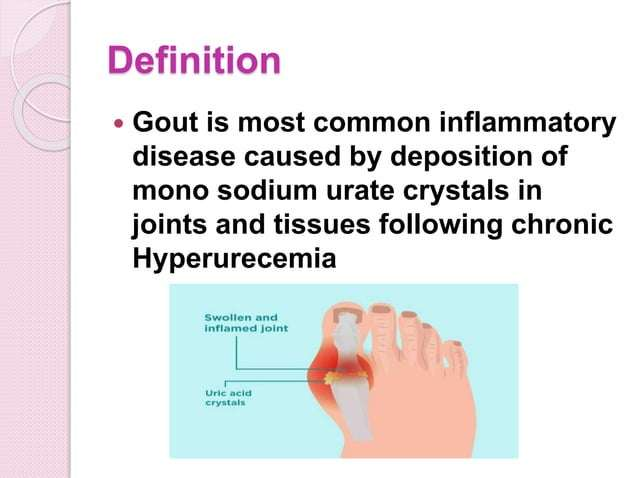 Definition
• Gout is most common inflammatory
disease caused by deposition of
mono sodium urate crystals in
joints and tissues following chronic
Hyperurecemia
Swollen and
inflamed joint
Uric acid
crystals